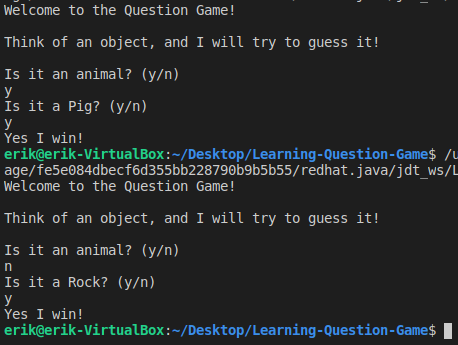 Welcome to the Question Game!
Think of an object, and I will try to guess it!
Is it an animal? (y/n)
y
Is it a Pig? (y/n)
y
Yes I win!
erik@erik-VirtualBox:~/Desktop/Learning-Question-Game$ /u
age/fe5e084dbecf6d355bb228790b9b5b55/redhat.java/jdt_ws/L
Welcome to the Question Game!
Think of an object, and I will try to guess it!
Is it an animal? (y/n)
n
Is it a Rock? (y/n)
y
Yes I win!
erik@erik-VirtualBox:~/Desktop/Learning-Question-Game$